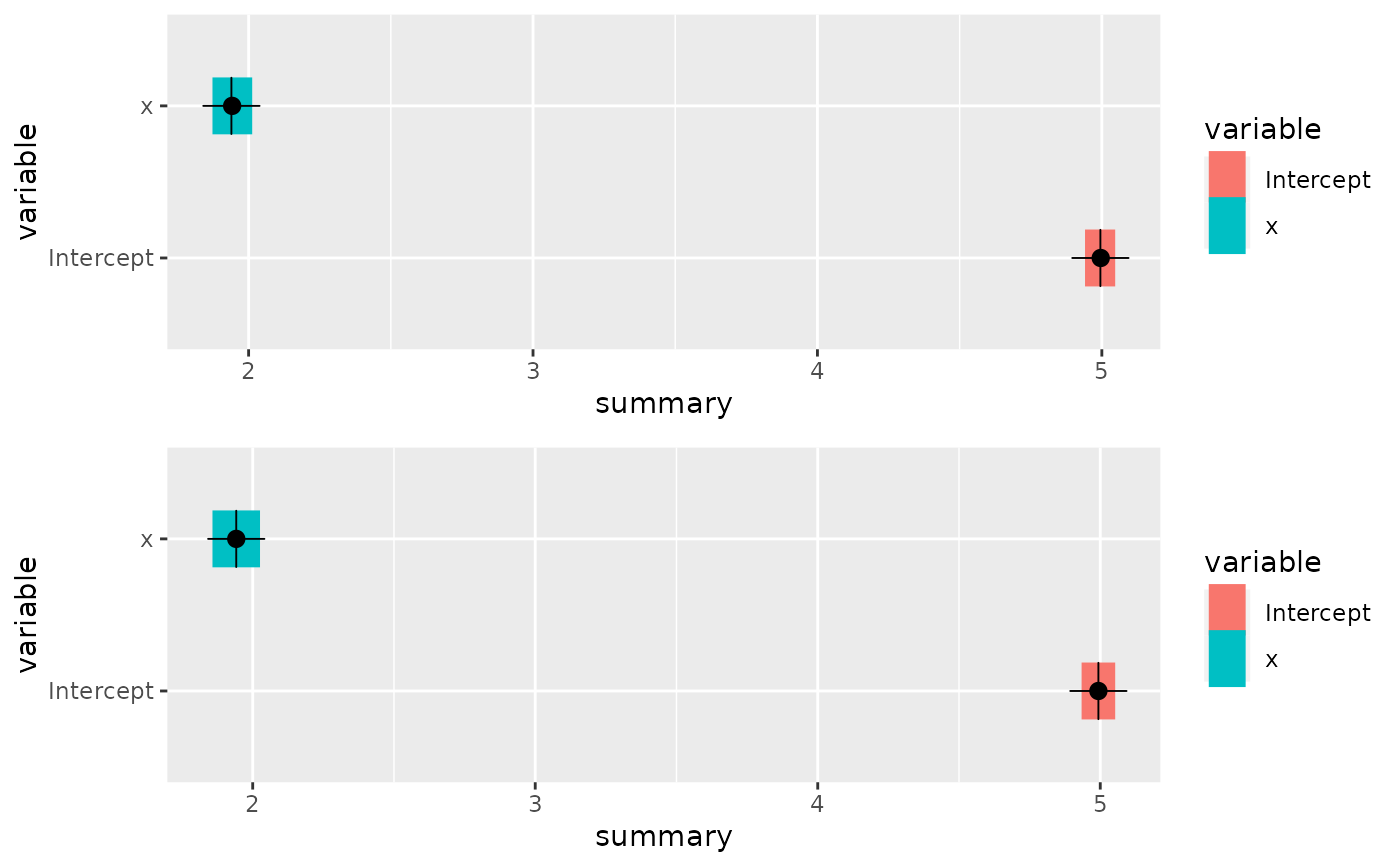 variable
x
Intercept
2 3 4 5
summary
variable
Intercept
x
variable
x
Intercept
2 3 4 5
summary
variable
Intercept
x